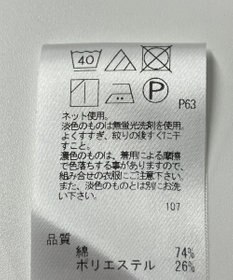 40
P
P63
ネット使用。
淡色のものは無蛍光洗剤を使用。
よくすすぎ、絞りの後すぐに干
すこと。
濃色のものは、着用による摩擦
で色落ちする事がありますので、
組み合せの衣服にご注意下さい。
また、淡色のものとは別にお洗
い下さい。
107
品質
綿 74%
ポリエステル 26%